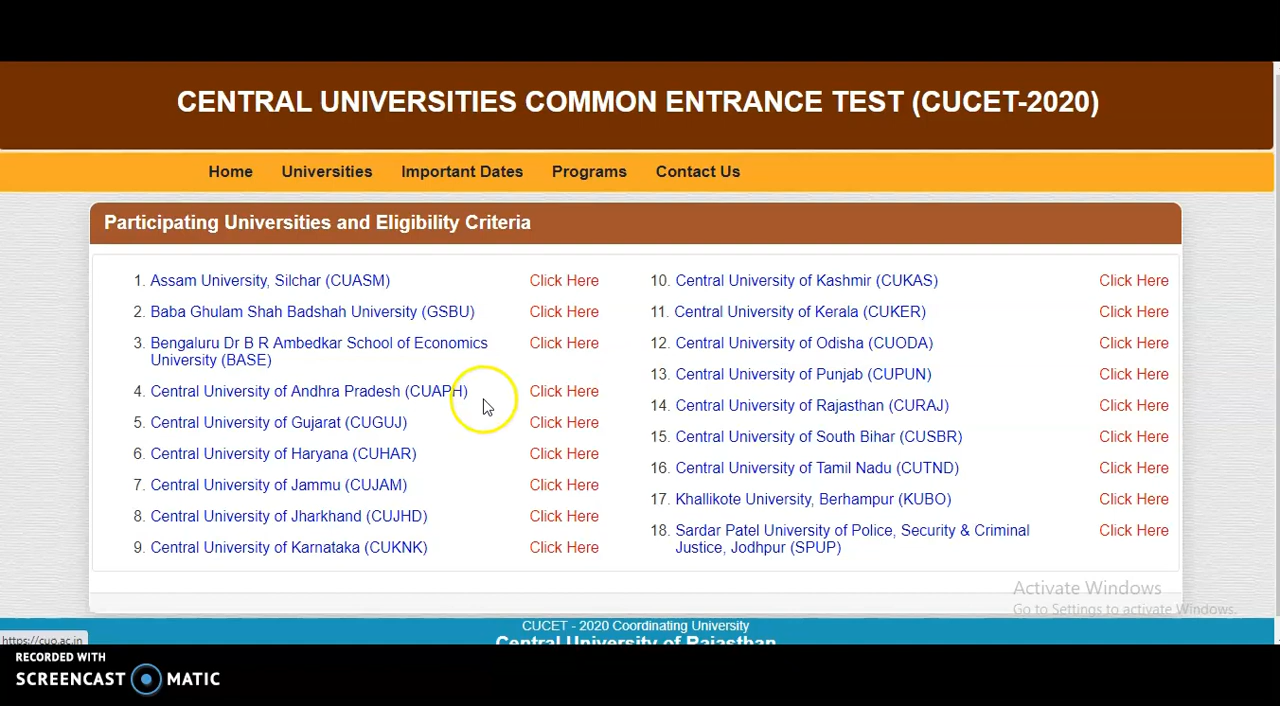 CENTRAL UNIVERSITIES COMMON ENTRANCE TEST (CUCET-2020)
Home Universities Important Dates Programs Contact Us
Participating Universities and Eligibility Criteria
1. Assam University, Silchar (CUASM) Click Here
2. Baba Ghulam Shah Badshah University (GSBU) Click Here
3. Bengaluru Dr B R Ambedkar School of Economics Click Here
University (BASE)
4. Central University of Andhra Pradesh (CUAPH) Click Here
5. Central University of Gujarat (CUGUJ) Click Here
6. Central University of Haryana (CUHAR) Click Here
7. Central University of Jammu (CUJAM) Click Here
8. Central University of Jharkhand (CUJHD) Click Here
9. Central University of Karnataka (CUKNK) Click Here
10. Central University of Kashmir (CUKAS) Click Here
11. Central University of Kerala (CUKER) Click Here
12. Central University of Odisha (CUODA) Click Here
13. Central University of Punjab (CUPUN) Click Here
14. Central University of Rajasthan (CURAJ) Click Here
15. Central University of South Bihar (CUSBR) Click Here
16. Central University of Tamil Nadu (CUTND) Click Here
17. Khallikote University, Berhampur (KUBO) Click Here
18. Sardar Patel University of Police, Security & Criminal Click Here
Justice, Jodhpur (SPUP)
Activate Windows
Go to Settings to activate Windows.
CUCET - 2020 Coordinating University
Central University of Rajasthan
https://cuo.ac.in
RECORDED WITH
SCREENCAST MATIC